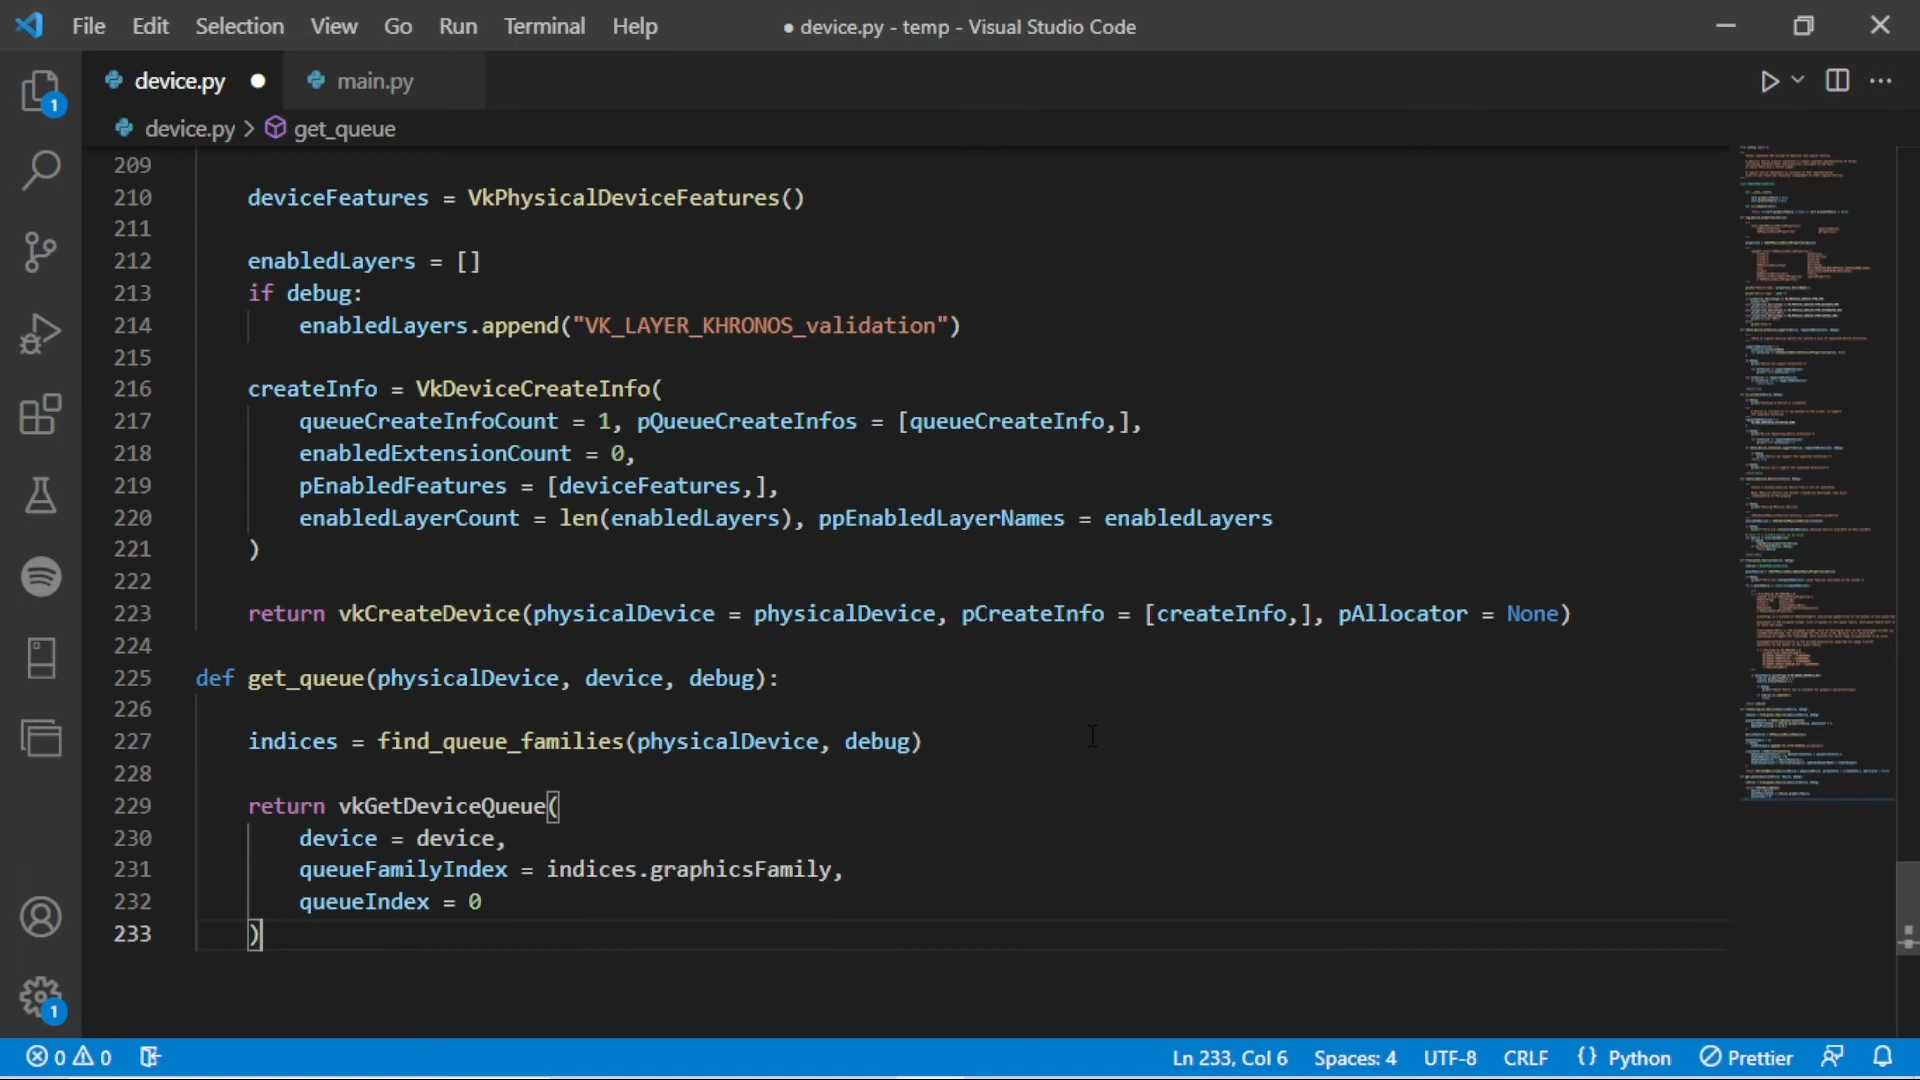 File Edit Selection View Go Run Terminal Help ● device.py - temp - Visual Studio Code
device.py ● main.py
device.py > get_queue
209
210 deviceFeatures = VkPhysicalDeviceFeatures()
211
212 enabledLayers = []
213 if debug:
214 enabledLayers.append("VK_LAYER_KHRONOS_validation")
215
216 createInfo = VkDeviceCreateInfo(
217 queueCreateInfoCount = 1, pQueueCreateInfos = [queueCreateInfo,],
218 enabledExtensionCount = 0,
219 pEnabledFeatures = [deviceFeatures,],
220 enabledLayerCount = len(enabledLayers), ppEnabledLayerNames = enabledLayers
221 )
222
223 return vkCreateDevice(physicalDevice = physicalDevice, pCreateInfo = [createInfo,], pAllocator = None)
224
225 def get_queue(physicalDevice, device, debug):
226
227 indices = find_queue_families(physicalDevice, debug)
228
229 return vkGetDeviceQueue(
230 device = device,
231 queueFamilyIndex = indices.graphicsFamily,
232 queueIndex = 0
233 )
1
1
0 0 Ln 233, Col 6 Spaces: 4 UTF-8 CRLF {} Python Prettier